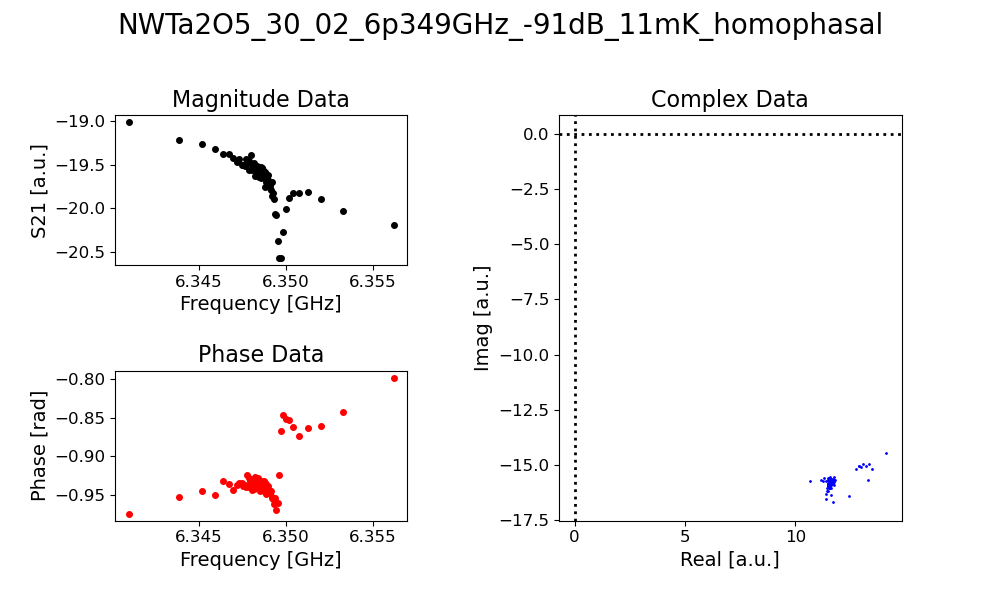 NWTa2O5_30_02_6p349GHz_-91dB_11mK_homophasal
Magnitude Data
S21 [a.u.]
−19.0
−19.5
−20.0
−20.5
6.345 6.350 6.355
Frequency [GHz]
Phase Data
Phase [rad]
−0.80
−0.85
−0.90
−0.95
6.345 6.350 6.355
Frequency [GHz]
Complex Data
Imag [a.u.]
0.0
−2.5
−5.0
−7.5
−10.0
−12.5
−15.0
−17.5
0 5 10
Real [a.u.]